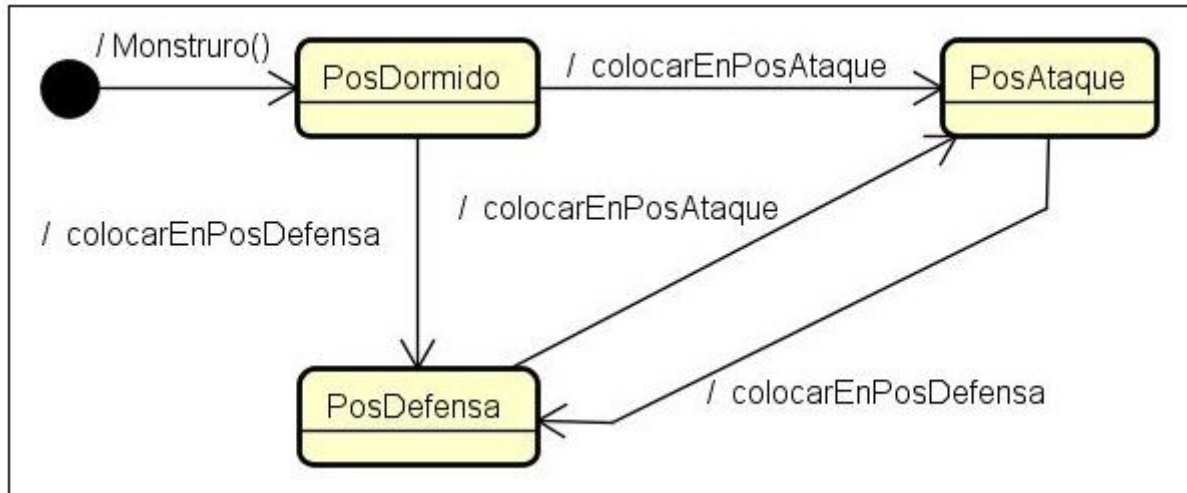 / Monstruro()
PosDormido
/ colocarEnPosAtaque
PosAtaque
/ colocarEnPosAtaque
/ colocarEnPosDefensa
PosDefensa
/ colocarEnPosDefensa